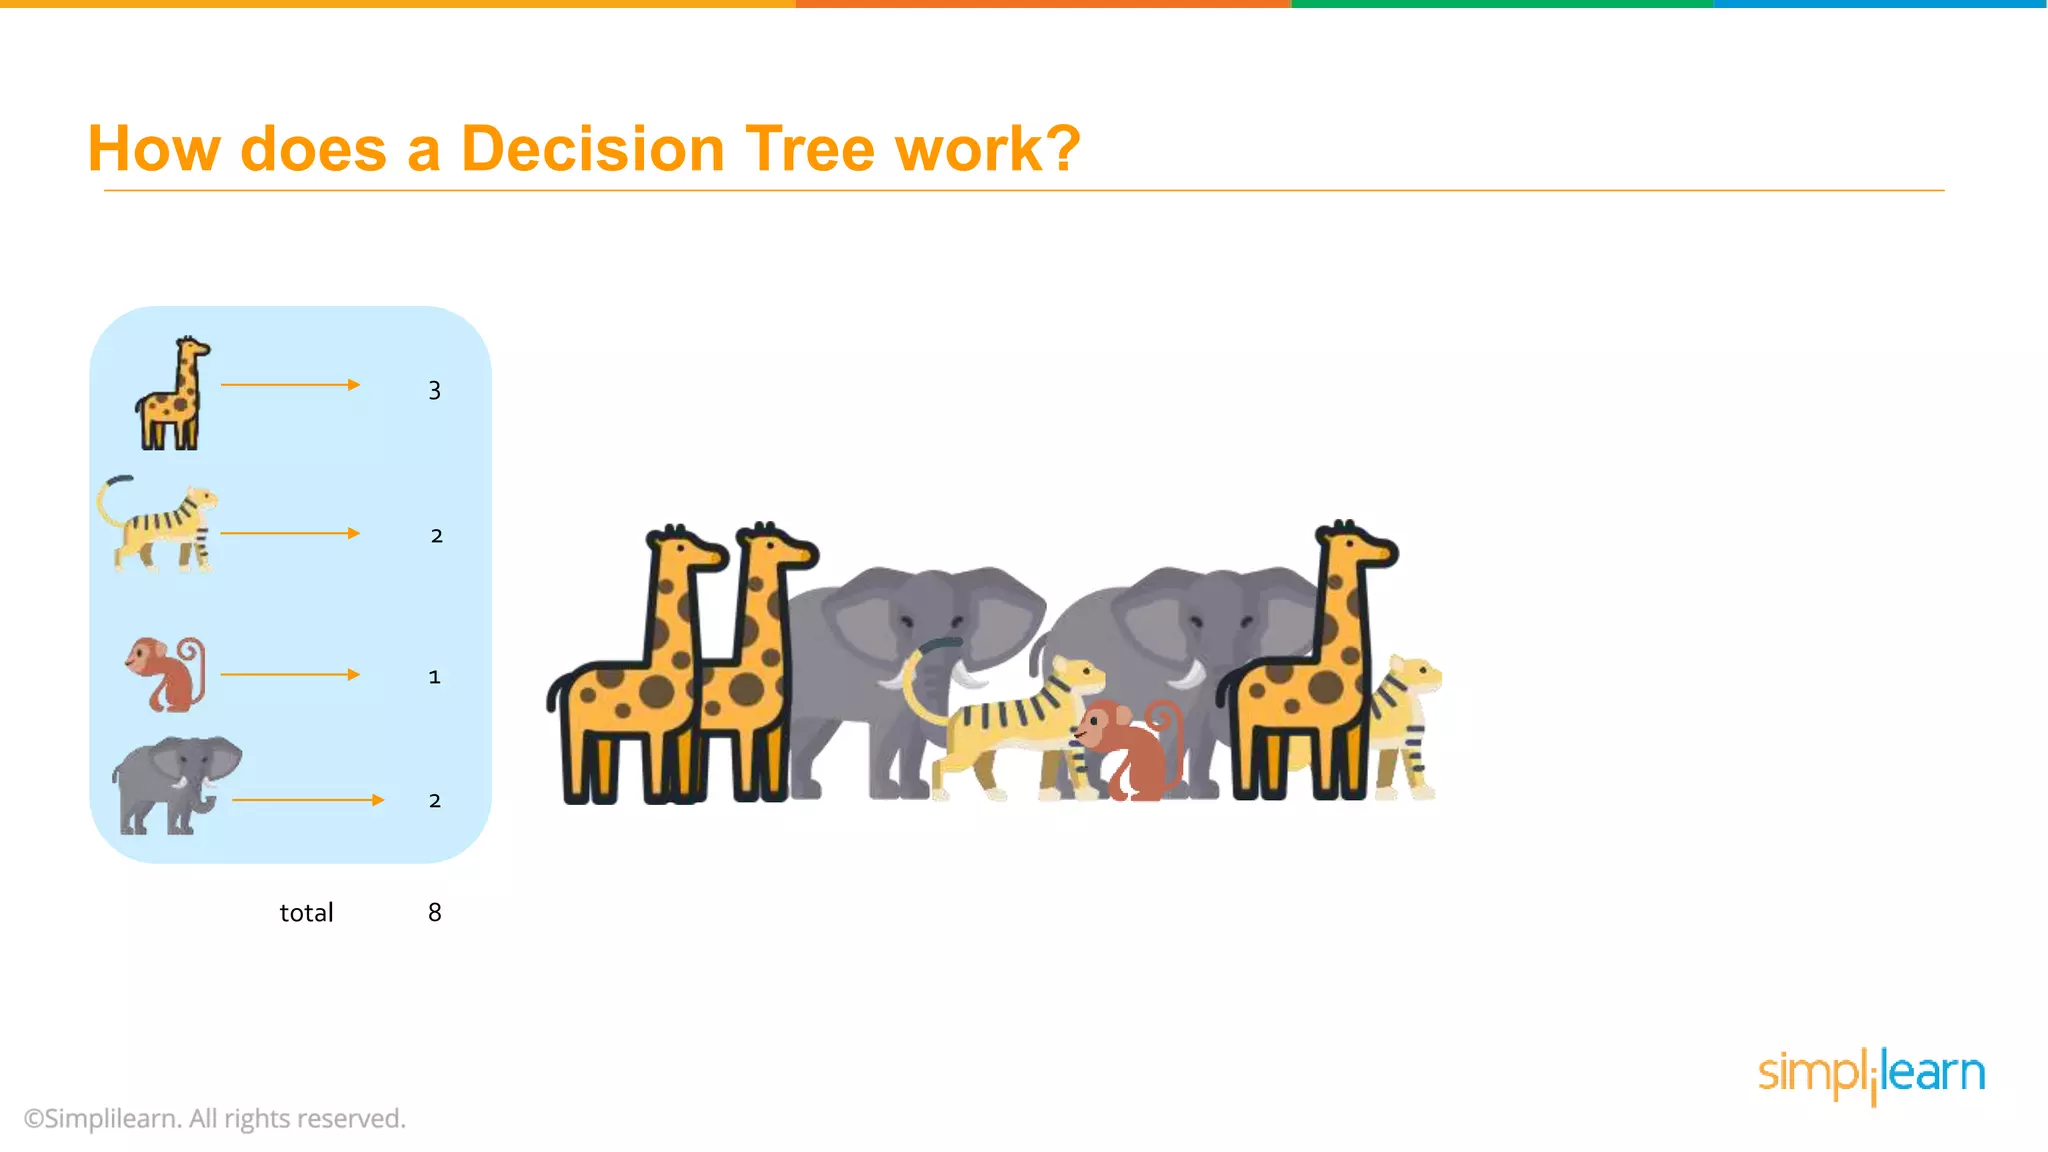 How does a Decision Tree work?
3
2
1
2
total 8
simplilearn
©Simplilearn. All rights reserved.